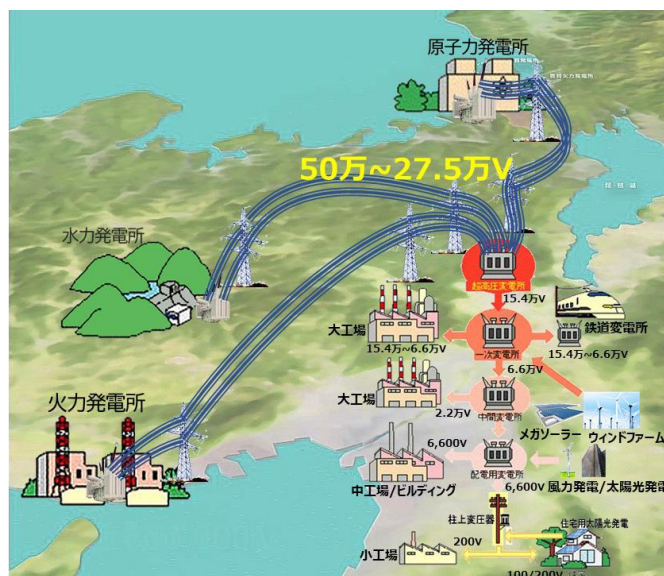 原子力発電所
50万~27.5万V
水力発電所
超高圧変電所
15.4万V
大工場
15.4万~6.6万V
一次変電所
鉄道変電所
15.4万~6.6万V
6.6万V
大工場
2.2万V
中間変電所
メガソーラー
ウィンドファーム
火力発電所
6,600V
配電用変電所
中工場/ビルディング
6,600V
風力発電/太陽光発電
柱上変圧器
住宅用太陽光発電
200V
小工場
100/200V